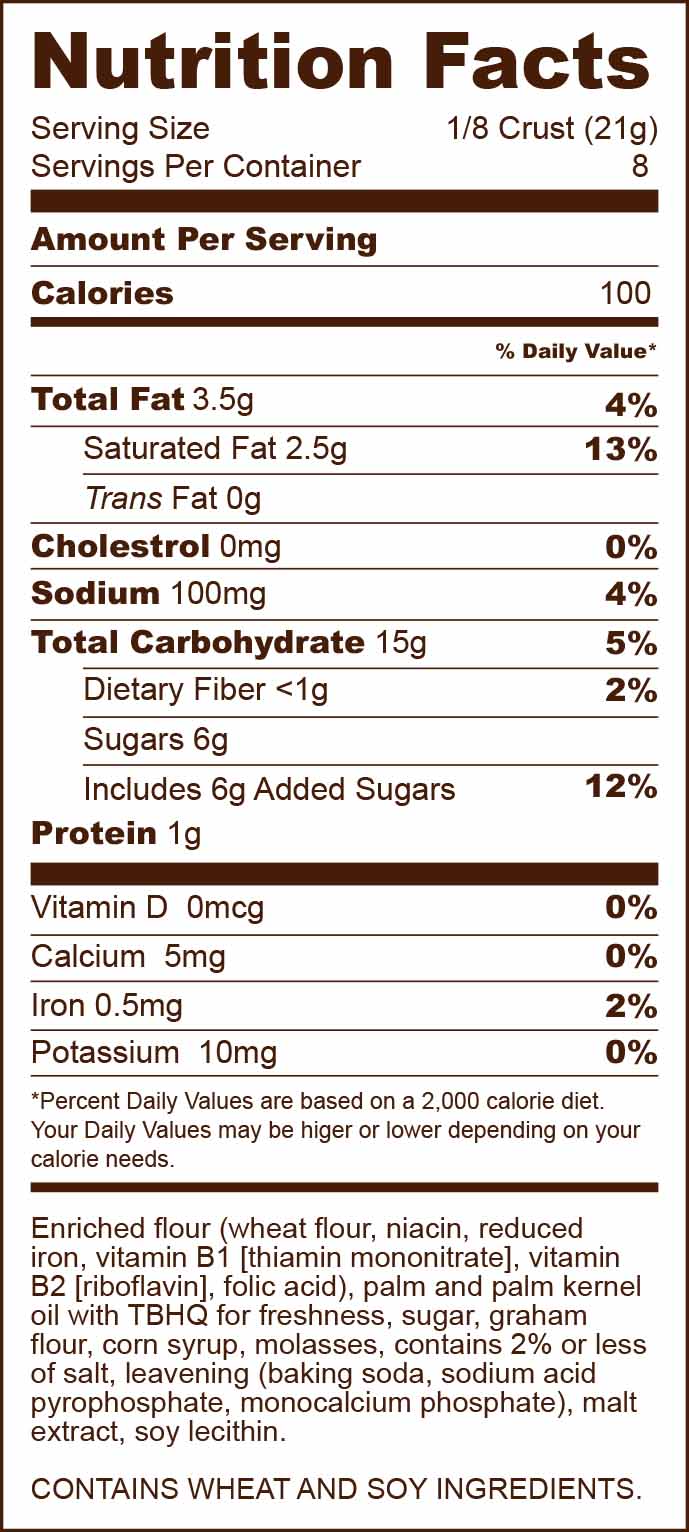 Nutrition Facts
Serving Size 1/8 Crust (21g)
Servings Per Container 8
Amount Per Serving
Calories 100
% Daily Value*
Total Fat 3.5g 4%
Saturated Fat 2.5g 13%
Trans Fat 0g
Cholestrol 0mg 0%
Sodium 100mg 4%
Total Carbohydrate 15g 5%
Dietary Fiber <1g 2%
Sugars 6g
Includes 6g Added Sugars 12%
Protein 1g
Vitamin D 0mcg 0%
Calcium 5mg 0%
Iron 0.5mg 2%
Potassium 10mg 0%
*Percent Daily Values are based on a 2,000 calorie diet.
Your Daily Values may be higer or lower depending on your
calorie needs.
Enriched flour (wheat flour, niacin, reduced
iron, vitamin B1 [thiamin mononitrate], vitamin
B2 [riboflavin], folic acid), palm and palm kernel
oil with TBHQ for freshness, sugar, graham
flour, corn syrup, molasses, contains 2% or less
of salt, leavening (baking soda, sodium acid
pyrophosphate, monocalcium phosphate), malt
extract, soy lecithin.
CONTAINS WHEAT AND SOY INGREDIENTS.